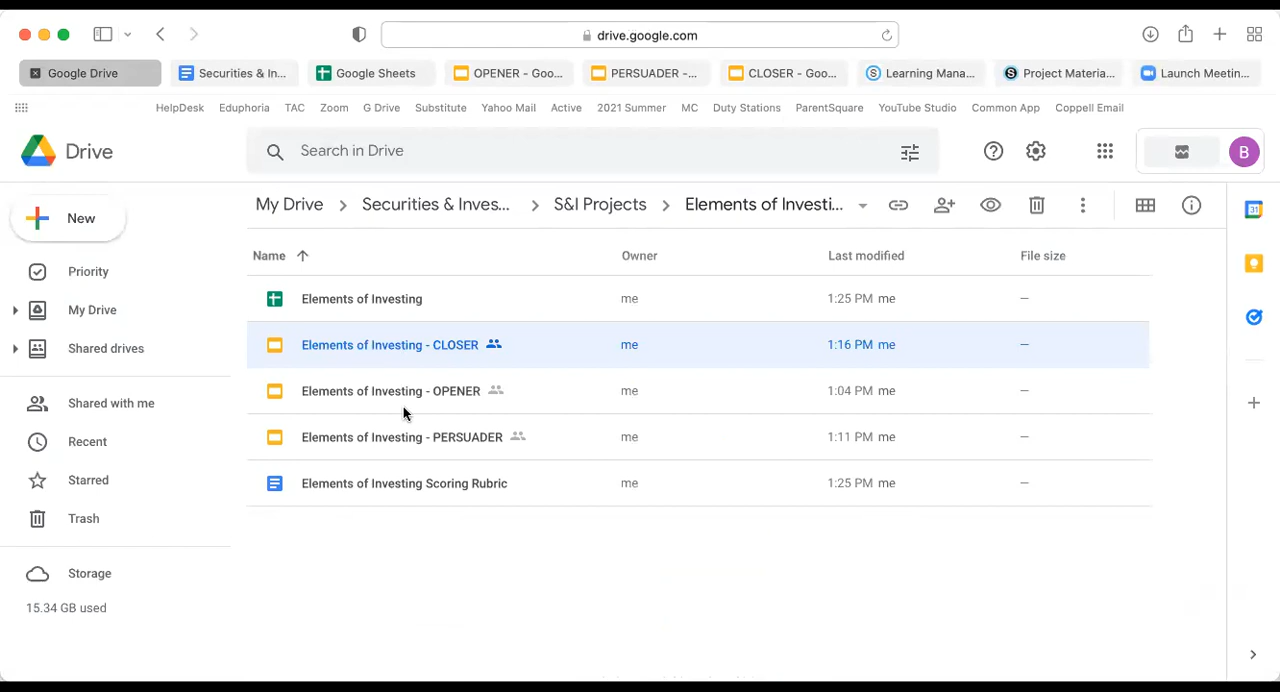 drive.google.com
Google Drive
Securities & In...
Google Sheets
OPENER - Goo...
PERSUADER -...
CLOSER - Goo...
Learning Mana...
Project Materia...
Launch Meetin...
HelpDesk Eduphoria TAC Zoom G Drive Substitute Yahoo Mail Active 2021 Summer MC Duty Stations ParentSquare YouTube Studio Common App Coppell Email
Drive
Search in Drive
B
New
My Drive > Securities & Inves... > S&I Projects > Elements of Investi...
31
Name Owner Last modified File size
Elements of Investing me 1:25 PM me –
Elements of Investing - CLOSER me 1:16 PM me –
Elements of Investing - OPENER me 1:04 PM me –
Elements of Investing - PERSUADER me 1:11 PM me –
Elements of Investing Scoring Rubric me 1:25 PM me –
Priority
My Drive
Shared drives
Shared with me
Recent
Starred
Trash
Storage
15.34 GB used